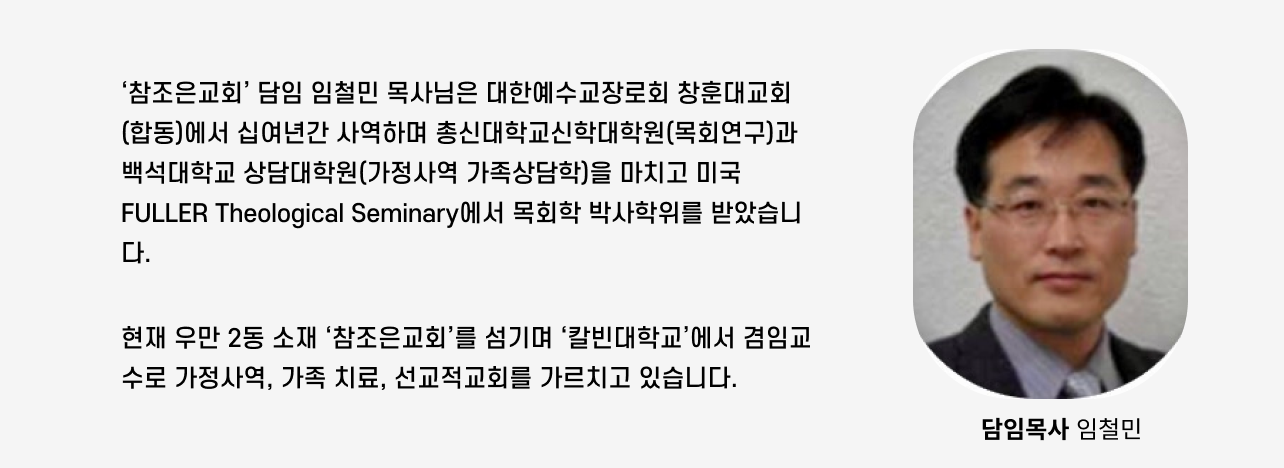 ‘참조은교회’ 담임 임철민 목사님은 대한예수교장로회 창훈대교회
(합동)에서 십여년간 사역하며 총신대학교신학대학원(목회연구)과
백석대학교 상담대학원(가정사역 가족상담학)을 마치고 미국
FULLER Theological Seminary에서 목회학 박사학위를 받았습니
다.
현재 우만 2동 소재 ‘참조은교회’를 섬기며 ‘칼빈대학교’에서 겸임교
수로 가정사역, 가족 치료, 선교적교회를 가르치고 있습니다.
담임목사 임철민